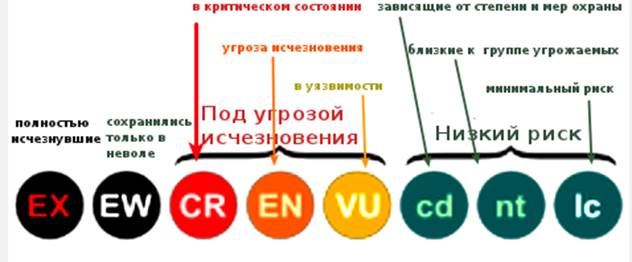 в критическом состоянии
зависящие от степени и мер охраны
угроза исчезновения
близкие к группе угрожаемых
в уязвимости
минимальный риск
полностью
исчезнувшие
сохранились
только в
неволе
Под угрозой
исчезновения
Низкий риск
EX
EW
CR
EN
VU
cd
nt
lc